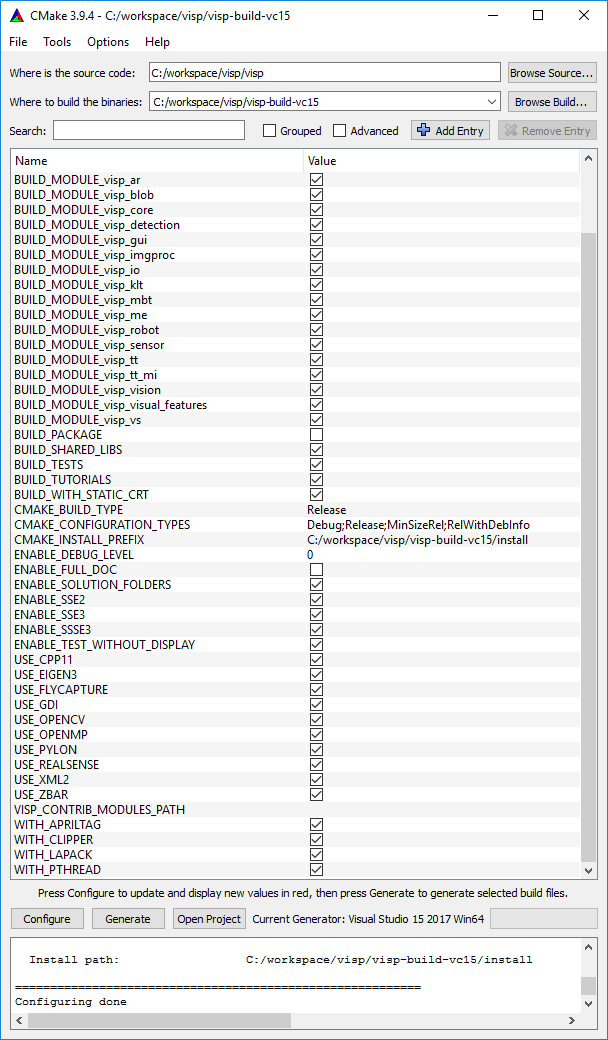 CMake 3.9.4 - C:/workspace/visp/visp-build-vc15
File Tools Options Help
Where is the source code: C:/workspace/visp/visp Browse Source...
Where to build the binaries: C:/workspace/visp/visp-build-vc15 Browse Build...
Search: Grouped Advanced Add Entry Remove Entry
Name Value
BUILD_MODULE_visp_ar
BUILD_MODULE_visp_blob
BUILD_MODULE_visp_core
BUILD_MODULE_visp_detection
BUILD_MODULE_visp_gui
BUILD_MODULE_visp_imgproc
BUILD_MODULE_visp_io
BUILD_MODULE_visp_klt
BUILD_MODULE_visp_mbt
BUILD_MODULE_visp_me
BUILD_MODULE_visp_robot
BUILD_MODULE_visp_sensor
BUILD_MODULE_visp_tt
BUILD_MODULE_visp_tt_mi
BUILD_MODULE_visp_vision
BUILD_MODULE_visp_visual_features
BUILD_MODULE_visp_vs
BUILD_PACKAGE
BUILD_SHARED_LIBS
BUILD_TESTS
BUILD_TUTORIALS
BUILD_WITH_STATIC_CRT
CMAKE_BUILD_TYPE Release
CMAKE_CONFIGURATION_TYPES Debug;Release;MinSizeRel;RelWithDebInfo
CMAKE_INSTALL_PREFIX C:/workspace/visp/visp-build-vc15/install
ENABLE_DEBUG_LEVEL 0
ENABLE_FULL_DOC
ENABLE_SOLUTION_FOLDERS
ENABLE_SSE2
ENABLE_SSE3
ENABLE_SSSE3
ENABLE_TEST_WITHOUT_DISPLAY
USE_CPP11
USE_EIGEN3
USE_FLYCAPTURE
USE_GDI
USE_OPENCV
USE_OPENMP
USE_PYLON
USE_REALSENSE
USE_XML2
USE_ZBAR
VISP_CONTRIB_MODULES_PATH
WITH_APRILTAG
WITH_CLIPPER
WITH_LAPACK
WITH_PTHREAD
Press Configure to update and display new values in red, then press Generate to generate selected build files.
Configure Generate Open Project Current Generator: Visual Studio 15 2017 Win64
Install path: C:/workspace/visp/visp-build-vc15/install
==========================================================
Configuring done